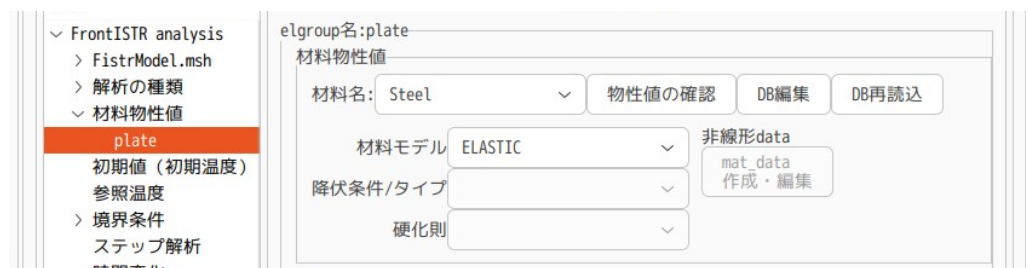 FrontISTR analysis
FistrModel.msh
解析の種類
材料物性値
plate
初期値（初期温度）
参照温度
境界条件
ステップ解析
elgroup名:plate
材料物性値
材料名: Steel 物性値の確認 DB編集 DB再読込
材料モデル ELASTIC
非線形data
mat_data
作成・編集
降伏条件/タイプ
硬化則